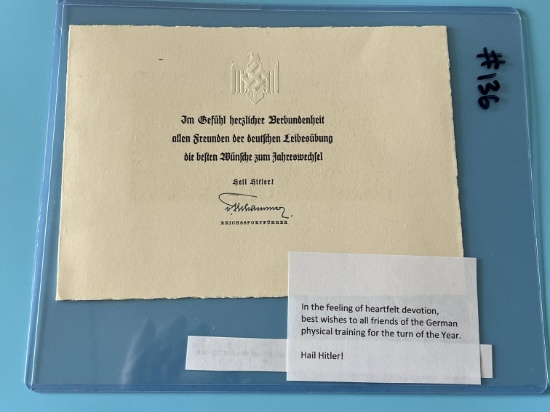 #136
Im Gefühl herzlicher Verbundenheit
allen Freunden der deutschen Leibesübung
die besten Wünsche zum Jahreswechsel
Heil Hitler!
v. Tschammer
REICHSSPORTFÜHRER
In the feeling of heartfelt devotion,
best wishes to all friends of the German
physical training for the turn of the Year.
Hail Hitler!